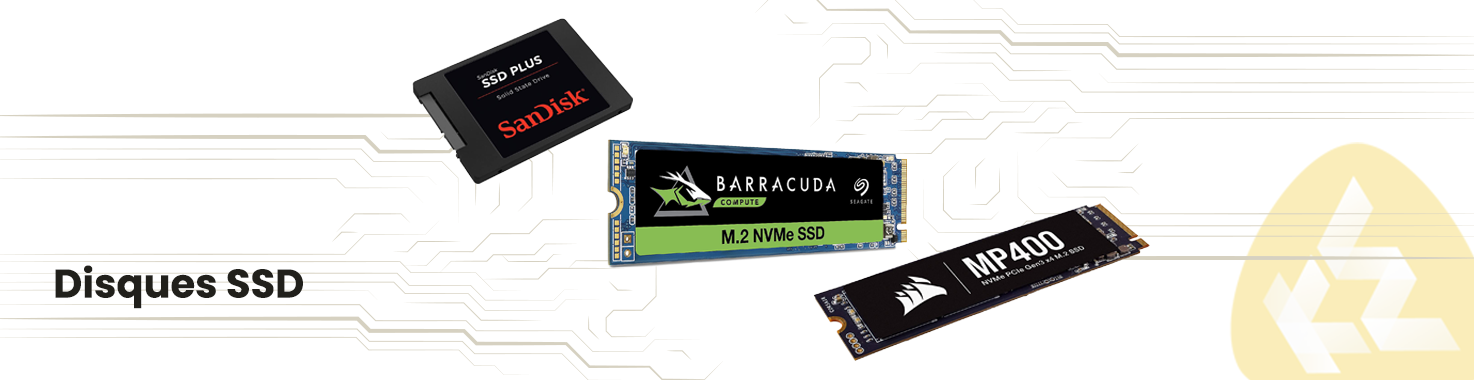 SanDisk
SSD PLUS
Solid State Drive
SanDisk
BARRACUDA
COMPUTE
SEAGATE
M.2 NVMe SSD
MP400
NVMe PCIe Gen3 x4 M.2 SSD
CORSAIR
Disques SSD